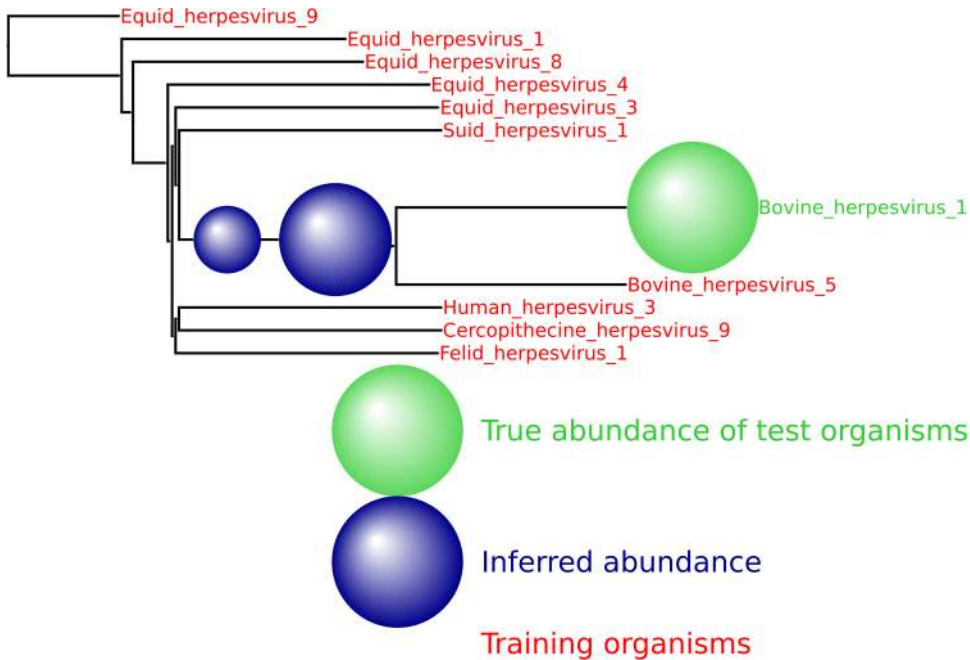 Equid_herpesvirus_9
Equid_herpesvirus_1
Equid_herpesvirus_8
Equid_herpesvirus_4
Equid_herpesvirus_3
Suid_herpesvirus_1
Bovine_herpesvirus_1
Bovine_herpesvirus_5
Human_herpesvirus_3
Cercopithecine_herpesvirus_9
Felid_herpesvirus_1
True abundance of test organisms
Inferred abundance
Training organisms